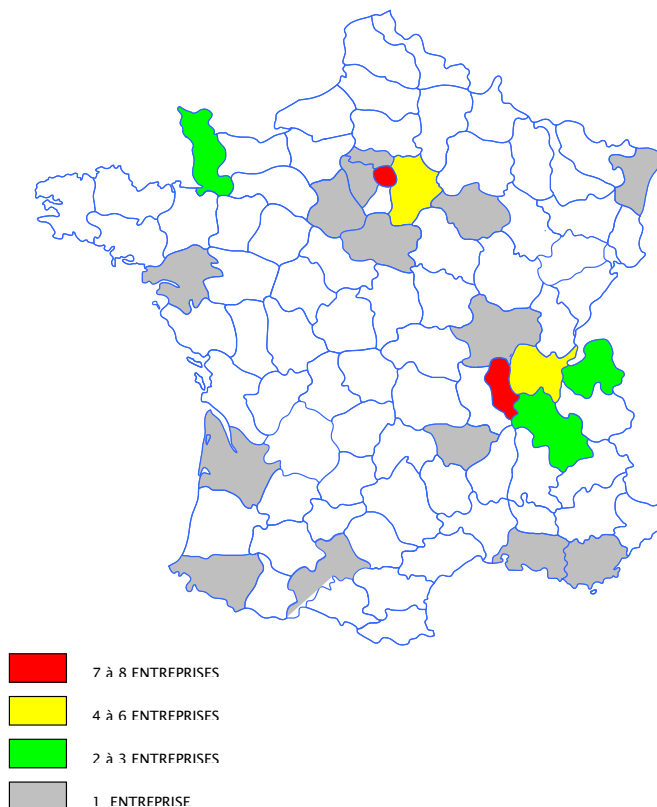 7 à 8 ENTREPRISES
4 à 6 ENTREPRISES
2 à 3 ENTREPRISES
1 ENTREPRISE